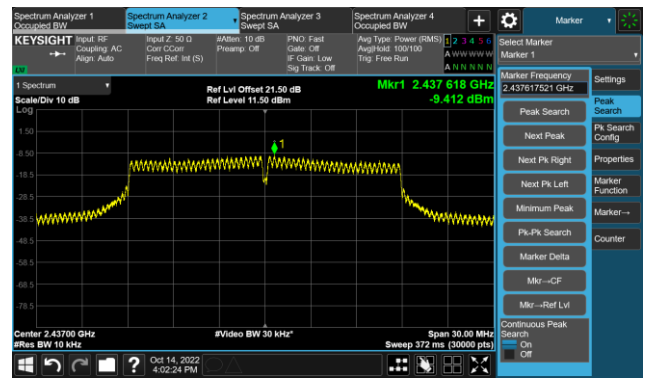 Spectrum Analyzer 1
Occupied BW
Spectrum Analyzer 2
Swept SA
Spectrum Analyzer 3
Swept SA
Spectrum Analyzer 4
Occupied BW
+
Marker
KEYSIGHT
Input: RF
Coupling: AC
Align: Auto
Input Z: 50 Ω
Corr CCorr
Freq Ref: Int (S)
#Atten: 10 dB
Preamp: Off
PNO: Fast
Gate: Off
IF Gain: Low
Sig Track: Off
Avg Type: Power (RMS)
Avg|Hold: 100/100
Trig: Free Run
1 2 3 4 5 6
A W W W W W
A N N N N N
Select Marker
Marker 1
1 Spectrum
Scale/Div 10 dB
Log
Ref Lvl Offset 21.50 dB
Ref Level 11.50 dBm
Mkr1 2.437 618 GHz
-9.412 dBm
1.50
-8.50
-18.5
-28.5
-38.5
-48.5
-58.5
-68.5
-78.5
1
Center 2.43700 GHz
#Res BW 10 kHz
#Video BW 30 kHz*
Span 30.00 MHz
Sweep 372 ms (30000 pts)
Marker Frequency
2.437617521 GHz
Peak Search
Next Peak
Next Pk Right
Next Pk Left
Minimum Peak
Pk-Pk Search
Marker Delta
Mkr→CF
Mkr→Ref Lvl
Continuous Peak
Search
On
Off
Settings
Peak
Search
Pk Search
Config
Properties
Marker
Function
Marker→
Counter
?
Oct 14, 2022
4:02:24 PM